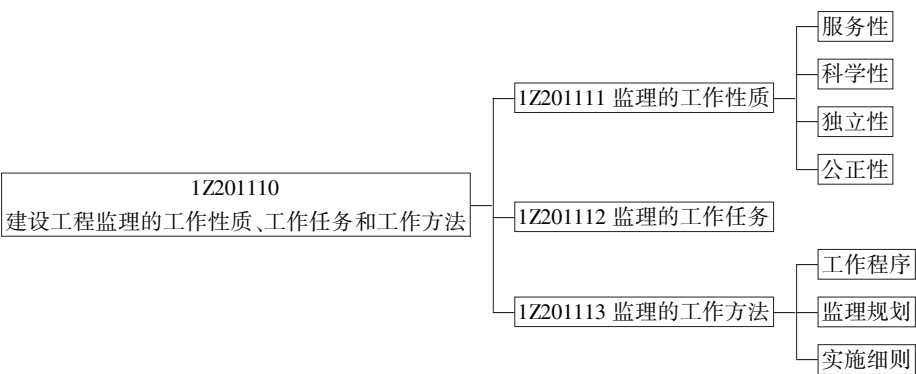 1Z201110
建设工程监理的工作性质、工作任务和工作方法
1Z201111 监理的工作性质
服务性
科学性
独立性
公正性
1Z201112 监理的工作任务
1Z201113 监理的工作方法
工作程序
监理规划
实施细则